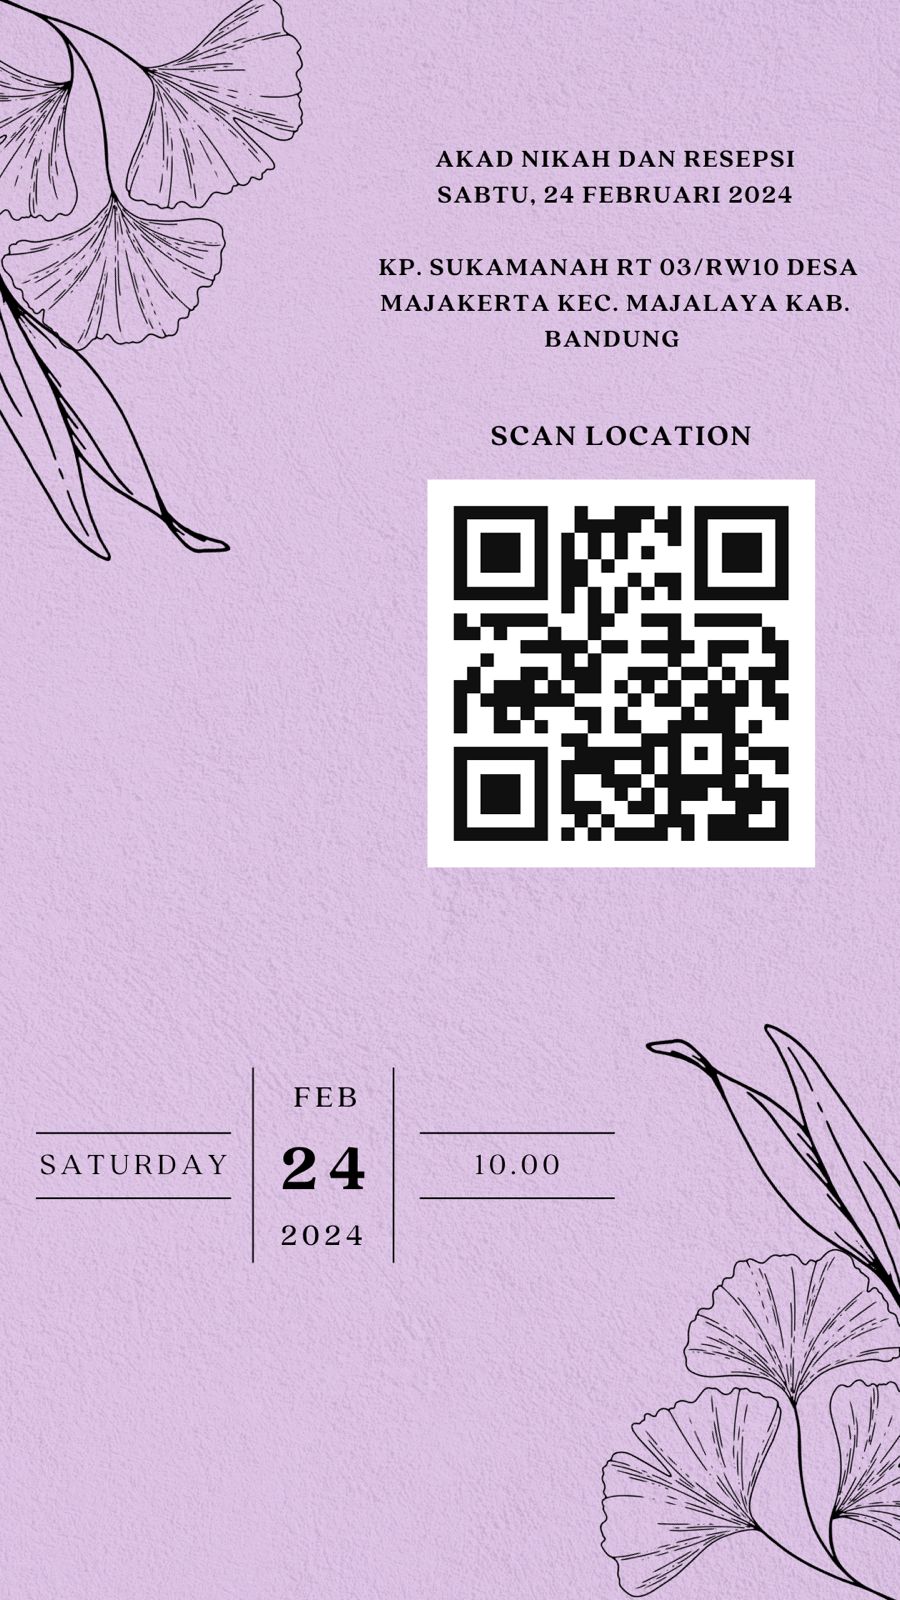 AKAD NIKAH DAN RESEPSI
SABTU, 24 FEBRUARI 2024
KP. SUKAMANAH RT 03/RW10 DESA
MAJAKERTA KEC. MAJALAYA KAB.
BANDUNG
SCAN LOCATION
FEB
SATURDAY
24
10.00
2024